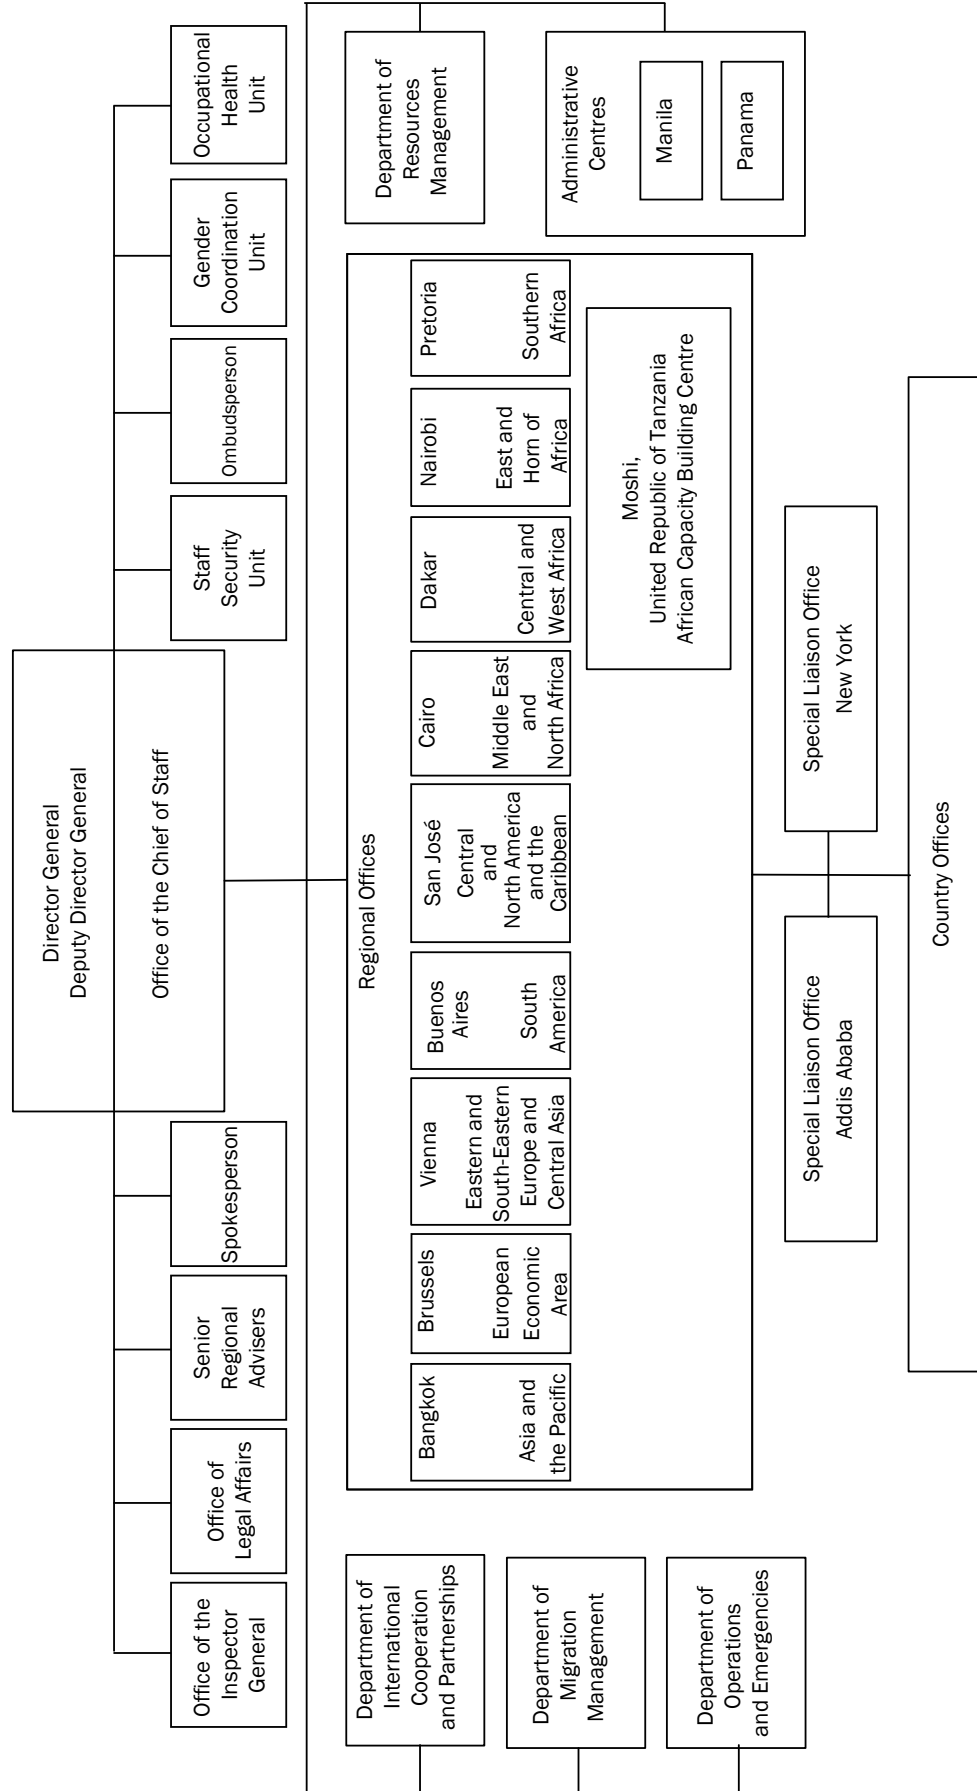 Director General
Deputy Director General
Office of the Chief of Staff
Office of the
Inspector
General
Office of
Legal Affairs
Senior
Regional
Advisers
Spokesperson
Staff
Security
Unit
Ombudsperson
Gender
Coordination
Unit
Occupational
Health
Unit
Department of
International
Cooperation
and Partnerships
Department of
Migration
Management
Department of
Operations
and Emergencies
Regional Offices
Bangkok
Asia and
the Pacific
Brussels
European
Economic
Area
Vienna
Eastern and
South-Eastern
Europe and
Central Asia
Buenos
Aires
South
America
San José
Central
and
North America
and the
Caribbean
Cairo
Middle East
and
North Africa
Dakar
Central and
West Africa
Nairobi
East and
Horn of
Africa
Pretoria
Southern
Africa
Moshi,
United Republic of Tanzania
African Capacity Building Centre
Department of
Resources
Management
Administrative
Centres
Manila
Panama
Special Liaison Office
Addis Ababa
Special Liaison Office
New York
Country Offices